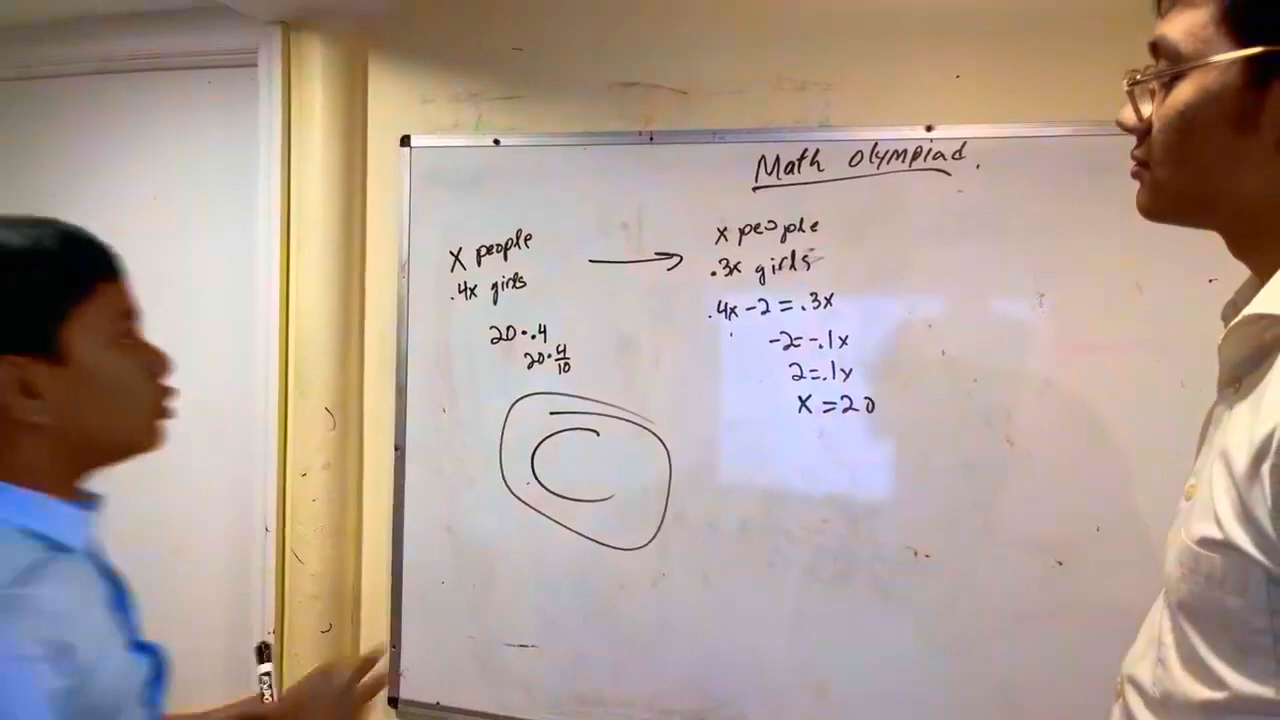 Math Olympiad.
X people
.4x girls
20 · .4
20 · 4/10
C
x people
.3x girls
.4x - 2 = .3x
-2 = -.1x
2 = .1x
x = 20
EXPO